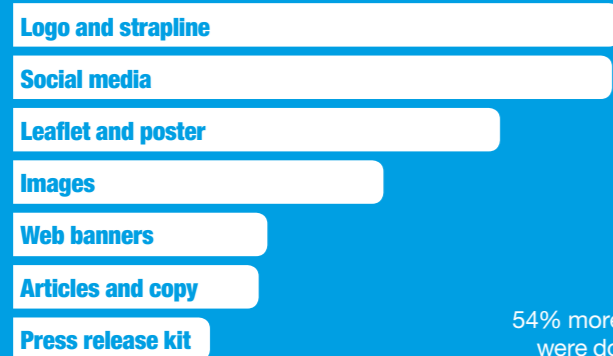 Logo and strapline
Social media
Leaflet and poster
Images
Web banners
Articles and copy
Press release kit
54% more
were do